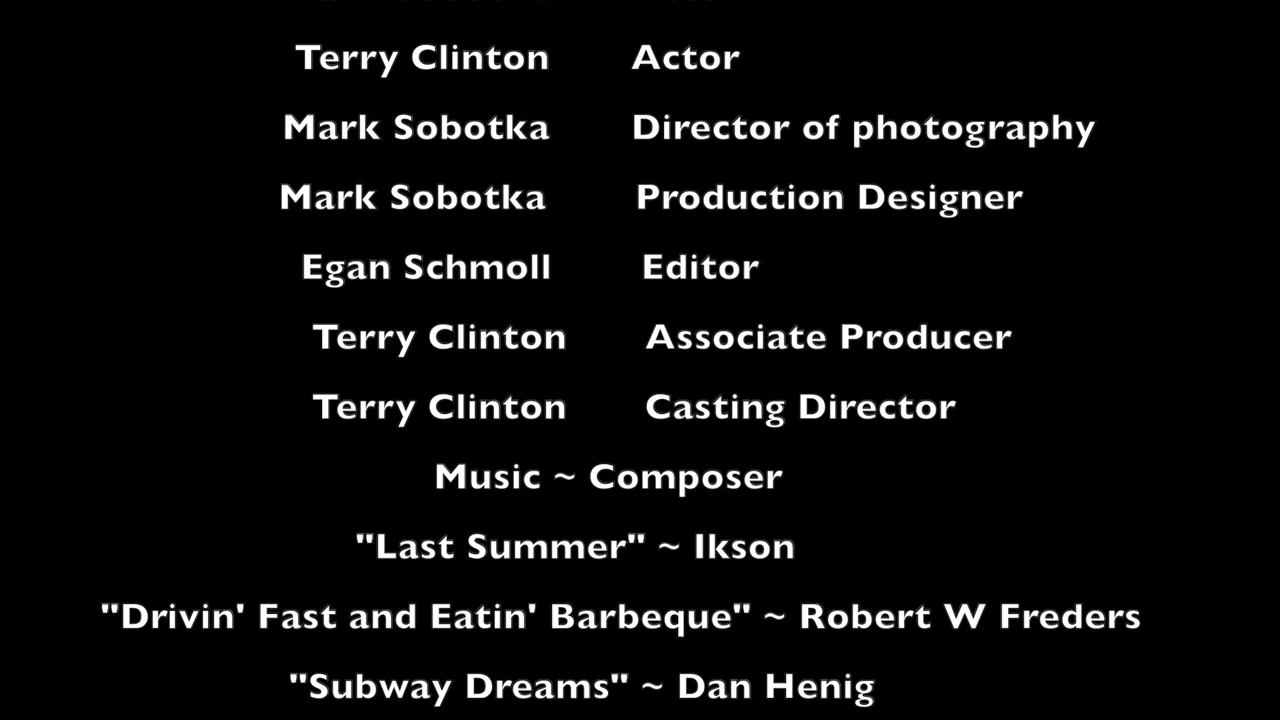 Terry Clinton Actor
Mark Sobotka Director of photography
Mark Sobotka Production Designer
Egan Schmoll Editor
Terry Clinton Associate Producer
Terry Clinton Casting Director
Music ~ Composer
"Last Summer" ~ Ikson
"Drivin' Fast and Eatin' Barbeque" ~ Robert W Freders
"Subway Dreams" ~ Dan Henig